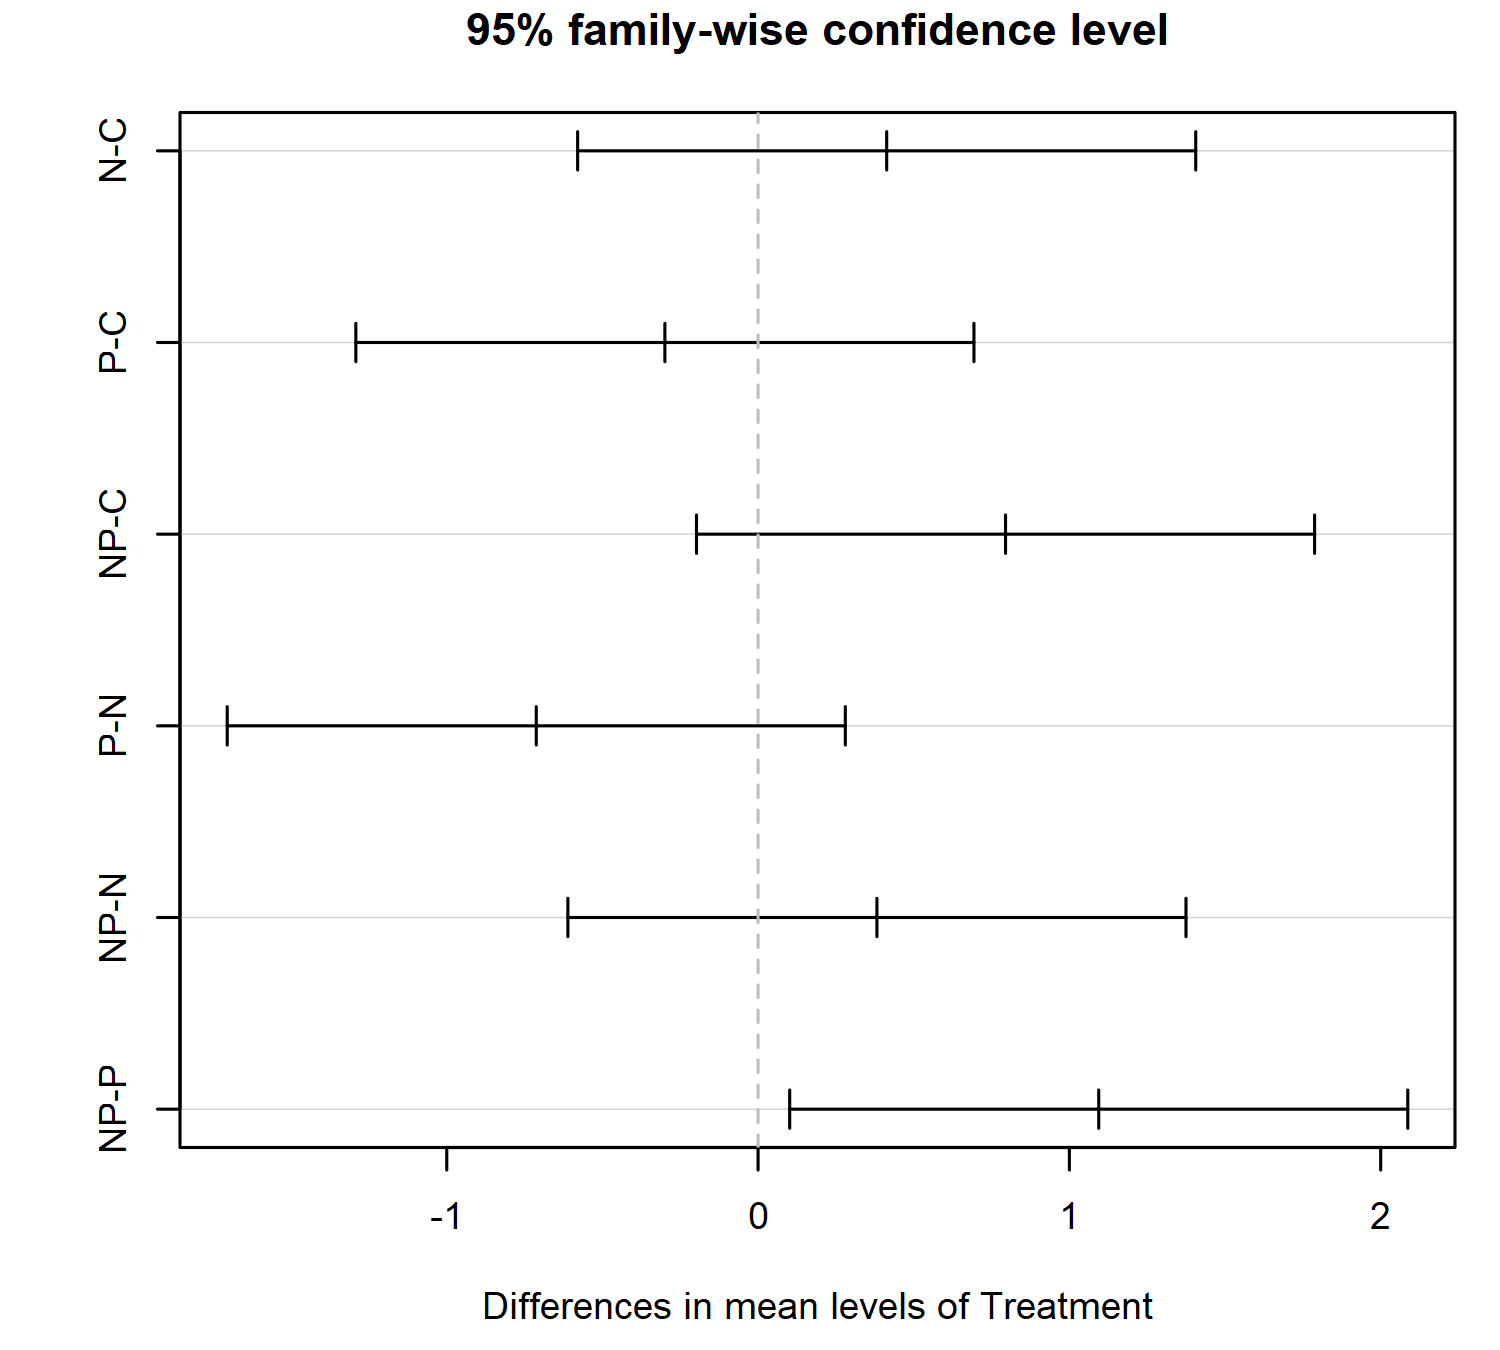 95% family-wise confidence level
N-C
P-C
NP-C
P-N
NP-N
NP-P
-1 0 1 2
Differences in mean levels of Treatment